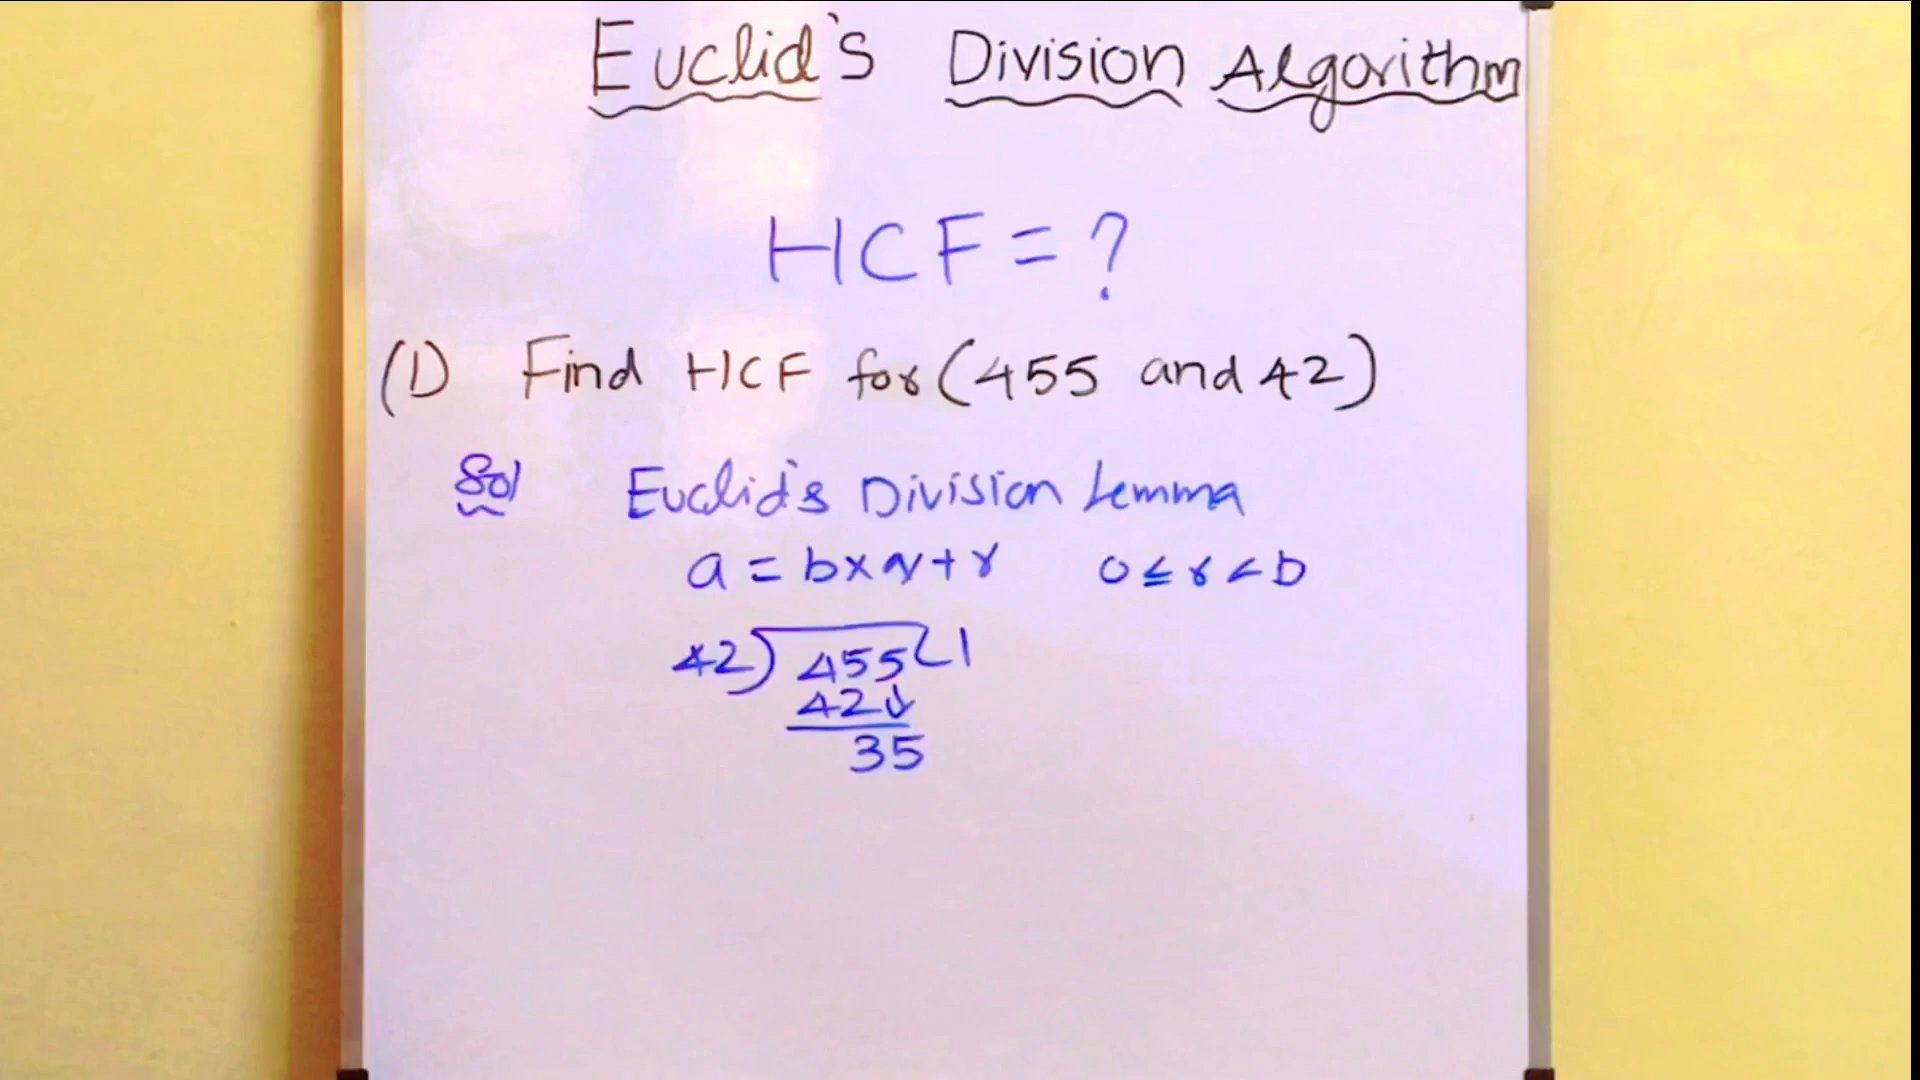 Euclid's Division Algorithm
HCF = ?
(1) Find HCF for (455 and 42)
Sol Euclid's Division Lemma
a = b×q+r 0≤r<b
42)455(1
42↓
35